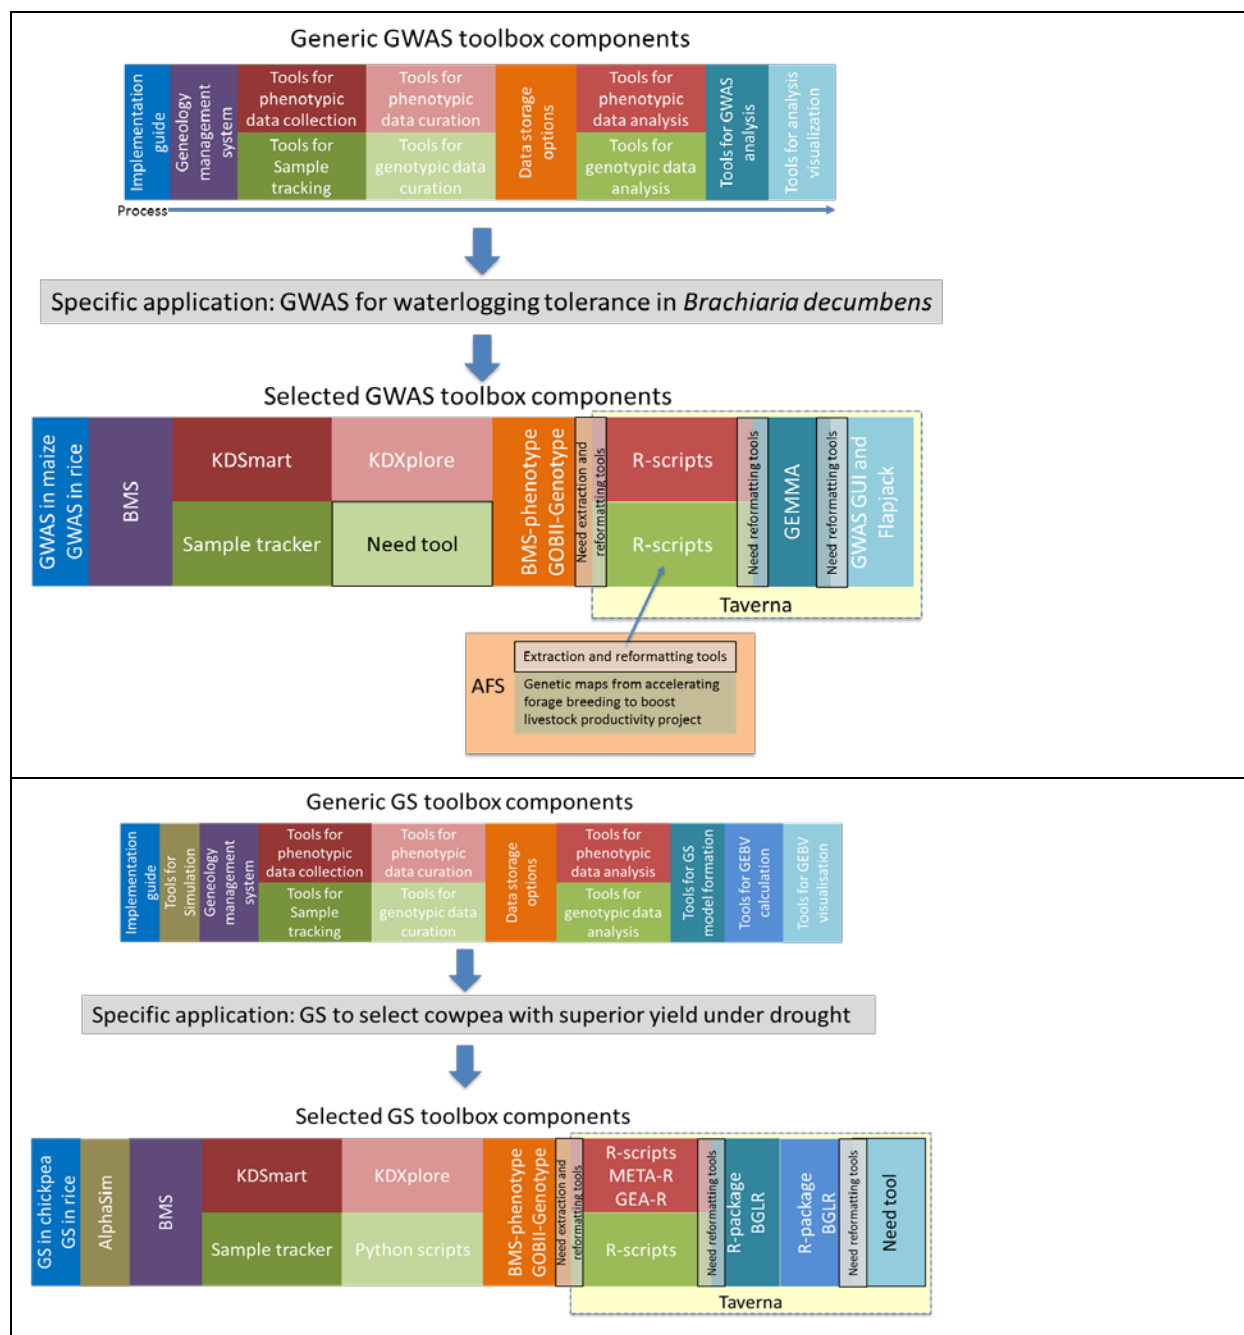 Generic GWAS toolbox components
Implementation
guide
Geneology
management
system
Tools for
phenotypic
data collection
Tools for
Sample
tracking
Tools for
phenotypic
data curation
Tools for
genotypic data
curation
Data storage
options
Tools for
phenotypic
data analysis
Tools for
genotypic data
analysis
Tools for GWAS
analysis
Tools for analysis
visualization
Process
Specific application: GWAS for waterlogging tolerance in Brachiaria decumbens
Selected GWAS toolbox components
GWAS in maize
GWAS in rice
BMS
KDSmart
Sample tracker
KDXplore
Need tool
BMS-phenotype
GOBII-Genotype
Need extraction and
reformatting tools
R-scripts
R-scripts
Need reformatting tools
GEMMA
Need reformatting tools
GWAS GUI and
Flapjack
Taverna
AFS
Extraction and reformatting tools
Genetic maps from accelerating
forage breeding to boost
livestock productivity project
Generic GS toolbox components
Implementation
guide
Tools for
Simulation
Geneology
management
system
Tools for
phenotypic
data collection
Tools for
Sample
tracking
Tools for
phenotypic
data curation
Tools for
genotypic data
curation
Data storage
options
Tools for
phenotypic
data analysis
Tools for
genotypic data
analysis
Tools for GS
model formation
Tools for GEBV
calculation
Tools for GEBV
visualisation
Specific application: GS to select cowpea with superior yield under drought
Selected GS toolbox components
GS in chickpea
GS in rice
AlphaSim
BMS
KDSmart
Sample tracker
KDXplore
Python scripts
BMS-phenotype
GOBII-Genotype
Need extraction and
reformatting tools
R-scripts
META-R
GEA-R
R-scripts
Need reformatting tools
R-package
BGLR
R-package
BGLR
Need reformatting tools
Need tool
Taverna